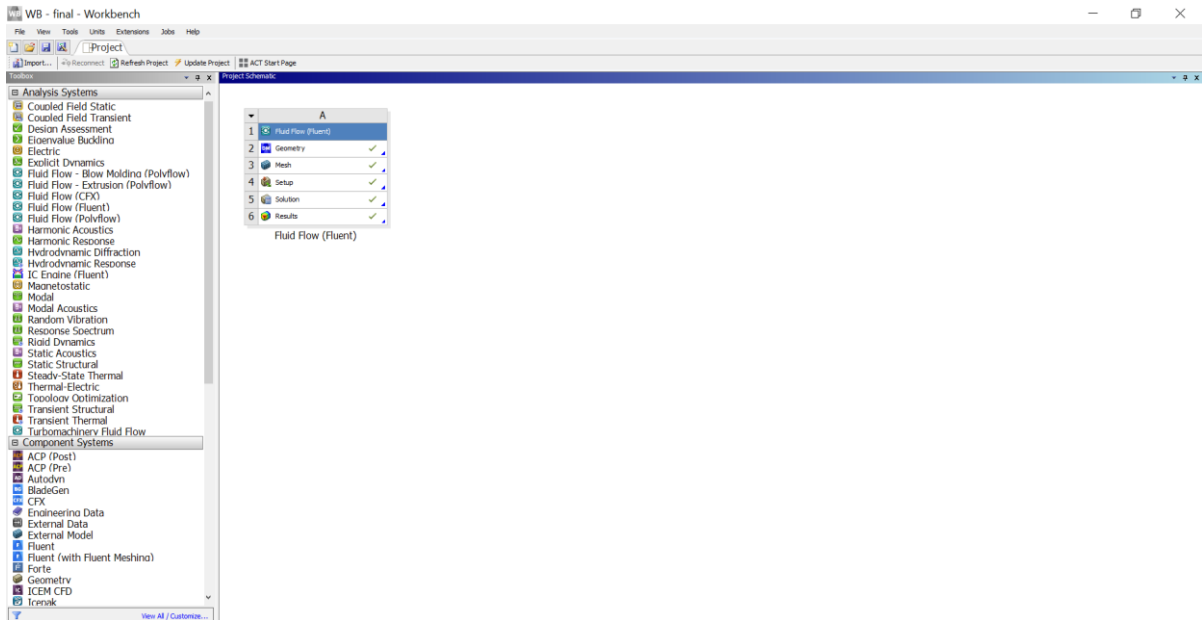 WB - final - Workbench
File View Tools Units Extensions Jobs Help
Project
Import... Reconnect Refresh Project Update Project ACT Start Page
Toolbox
Project Schematic
Analysis Systems
Coupled Field Static
Coupled Field Transient
Design Assessment
Eigenvalue Buckling
Electric
Explicit Dynamics
Fluid Flow - Blow Molding (Polyflow)
Fluid Flow - Extrusion (Polyflow)
Fluid Flow (CFX)
Fluid Flow (Fluent)
Fluid Flow (Polyflow)
Harmonic Acoustics
Harmonic Response
Hydrodynamic Diffraction
Hydrodynamic Response
IC Engine (Fluent)
Magnetostatic
Modal
Modal Acoustics
Random Vibration
Response Spectrum
Rigid Dynamics
Static Acoustics
Static Structural
Steady-State Thermal
Thermal-Electric
Topology Optimization
Transient Structural
Transient Thermal
Turbomachinery Fluid Flow
Component Systems
ACP (Post)
ACP (Pre)
Autodyn
BladeGen
CFX
Engineering Data
External Data
External Model
Fluent
Fluent (with Fluent Meshing)
Forte
Geometry
ICEM CFD
Icepak
View All / Customize...
A
1 Fluid Flow (Fluent)
2 Geometry
3 Mesh
4 Setup
5 Solution
6 Results
Fluid Flow (Fluent)